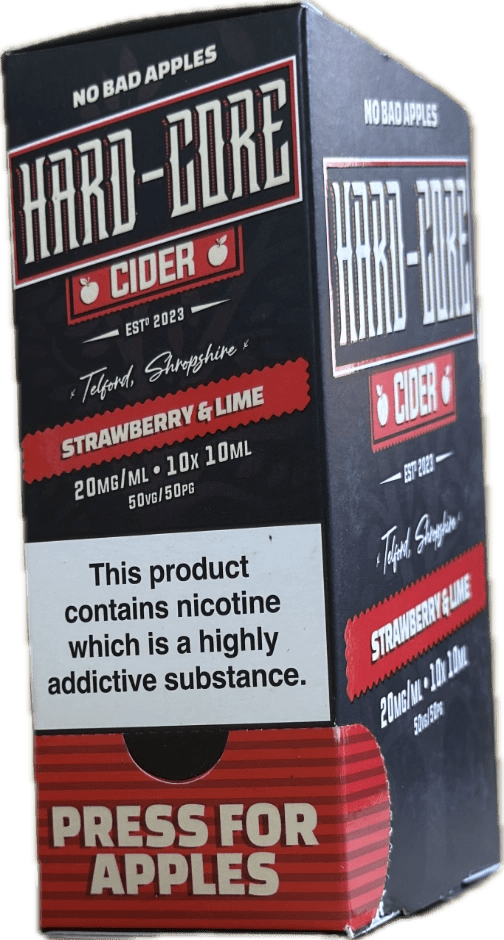 NO BAD APPLES
HARD-CORE
CIDER
ESTD 2023
Telford, Shropshire
STRAWBERRY & LIME
20MG/ML • 10X 10ML
50VG/50PG
This product
contains nicotine
which is a highly
addictive substance.
PRESS FOR
APPLES
NO BAD APPLES
HARD-CORE
CIDER
ESTD 2023
Telford, Shropshire
STRAWBERRY & LIME
20MG/ML • 10X 10ML
50VG/50PG